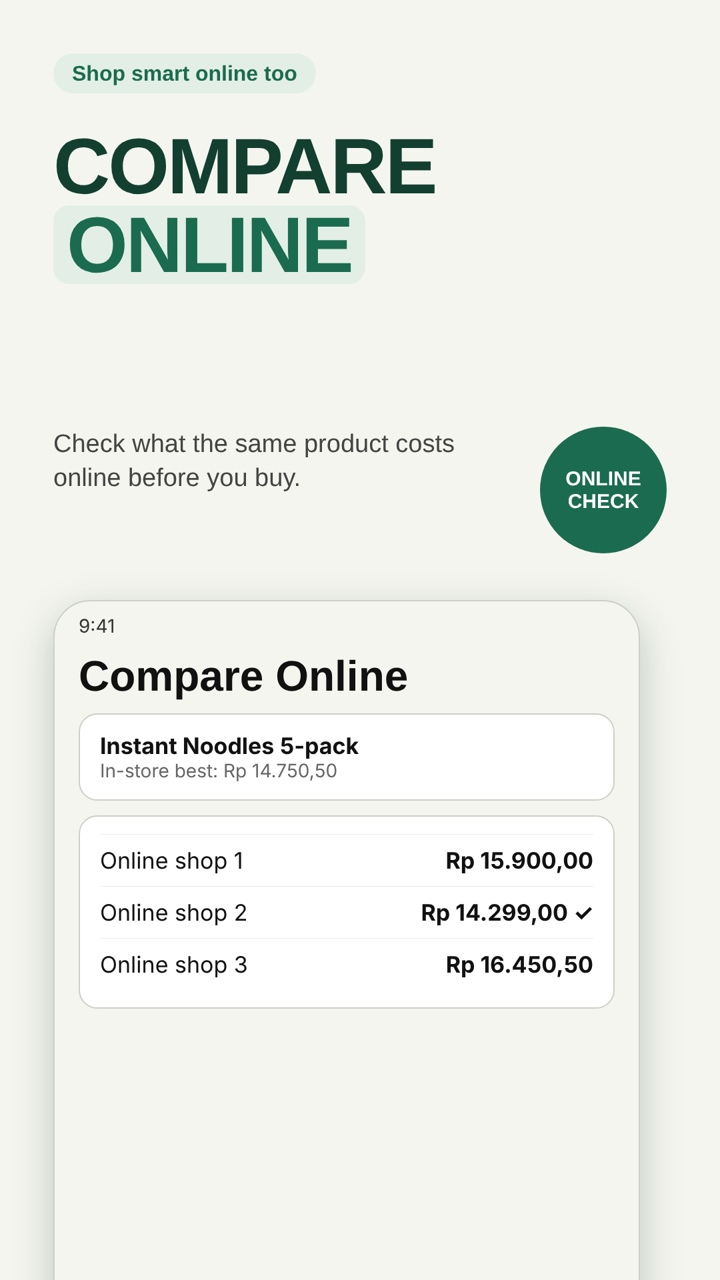 Shop smart online too
COMPARE
ONLINE
Check what the same product costs
online before you buy.
ONLINE
CHECK
9:41
Compare Online
Instant Noodles 5-pack
In-store best: Rp 14.750,50
Online shop 1 Rp 15.900,00
Online shop 2 Rp 14.299,00 ✓
Online shop 3 Rp 16.450,50